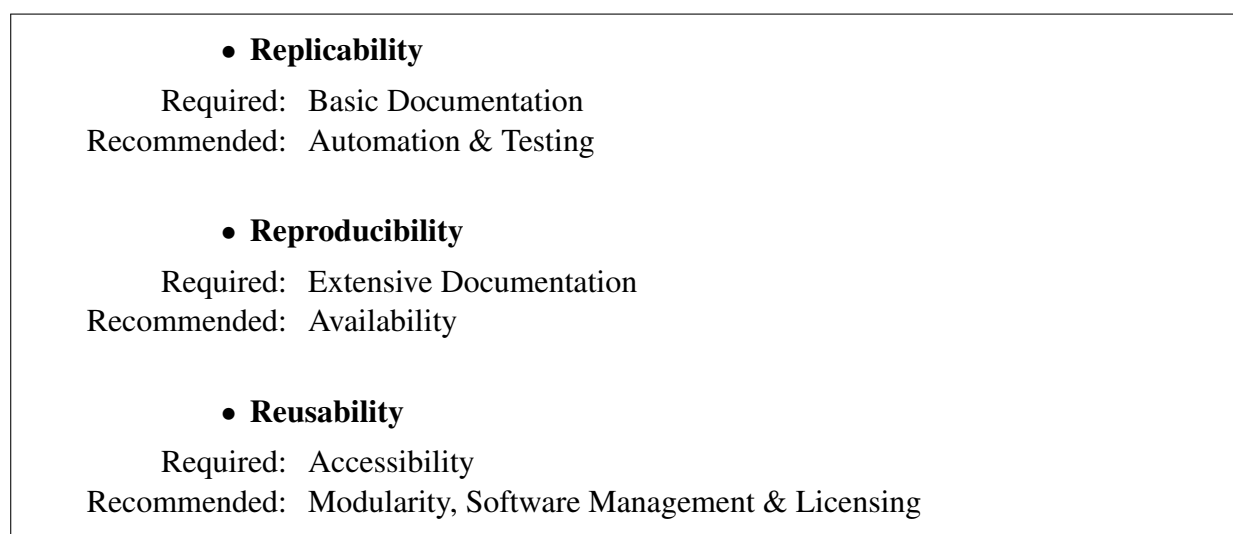 • Replicability
Required: Basic Documentation
Recommended: Automation & Testing
• Reproducibility
Required: Extensive Documentation
Recommended: Availability
• Reusability
Required: Accessibility
Recommended: Modularity, Software Management & Licensing